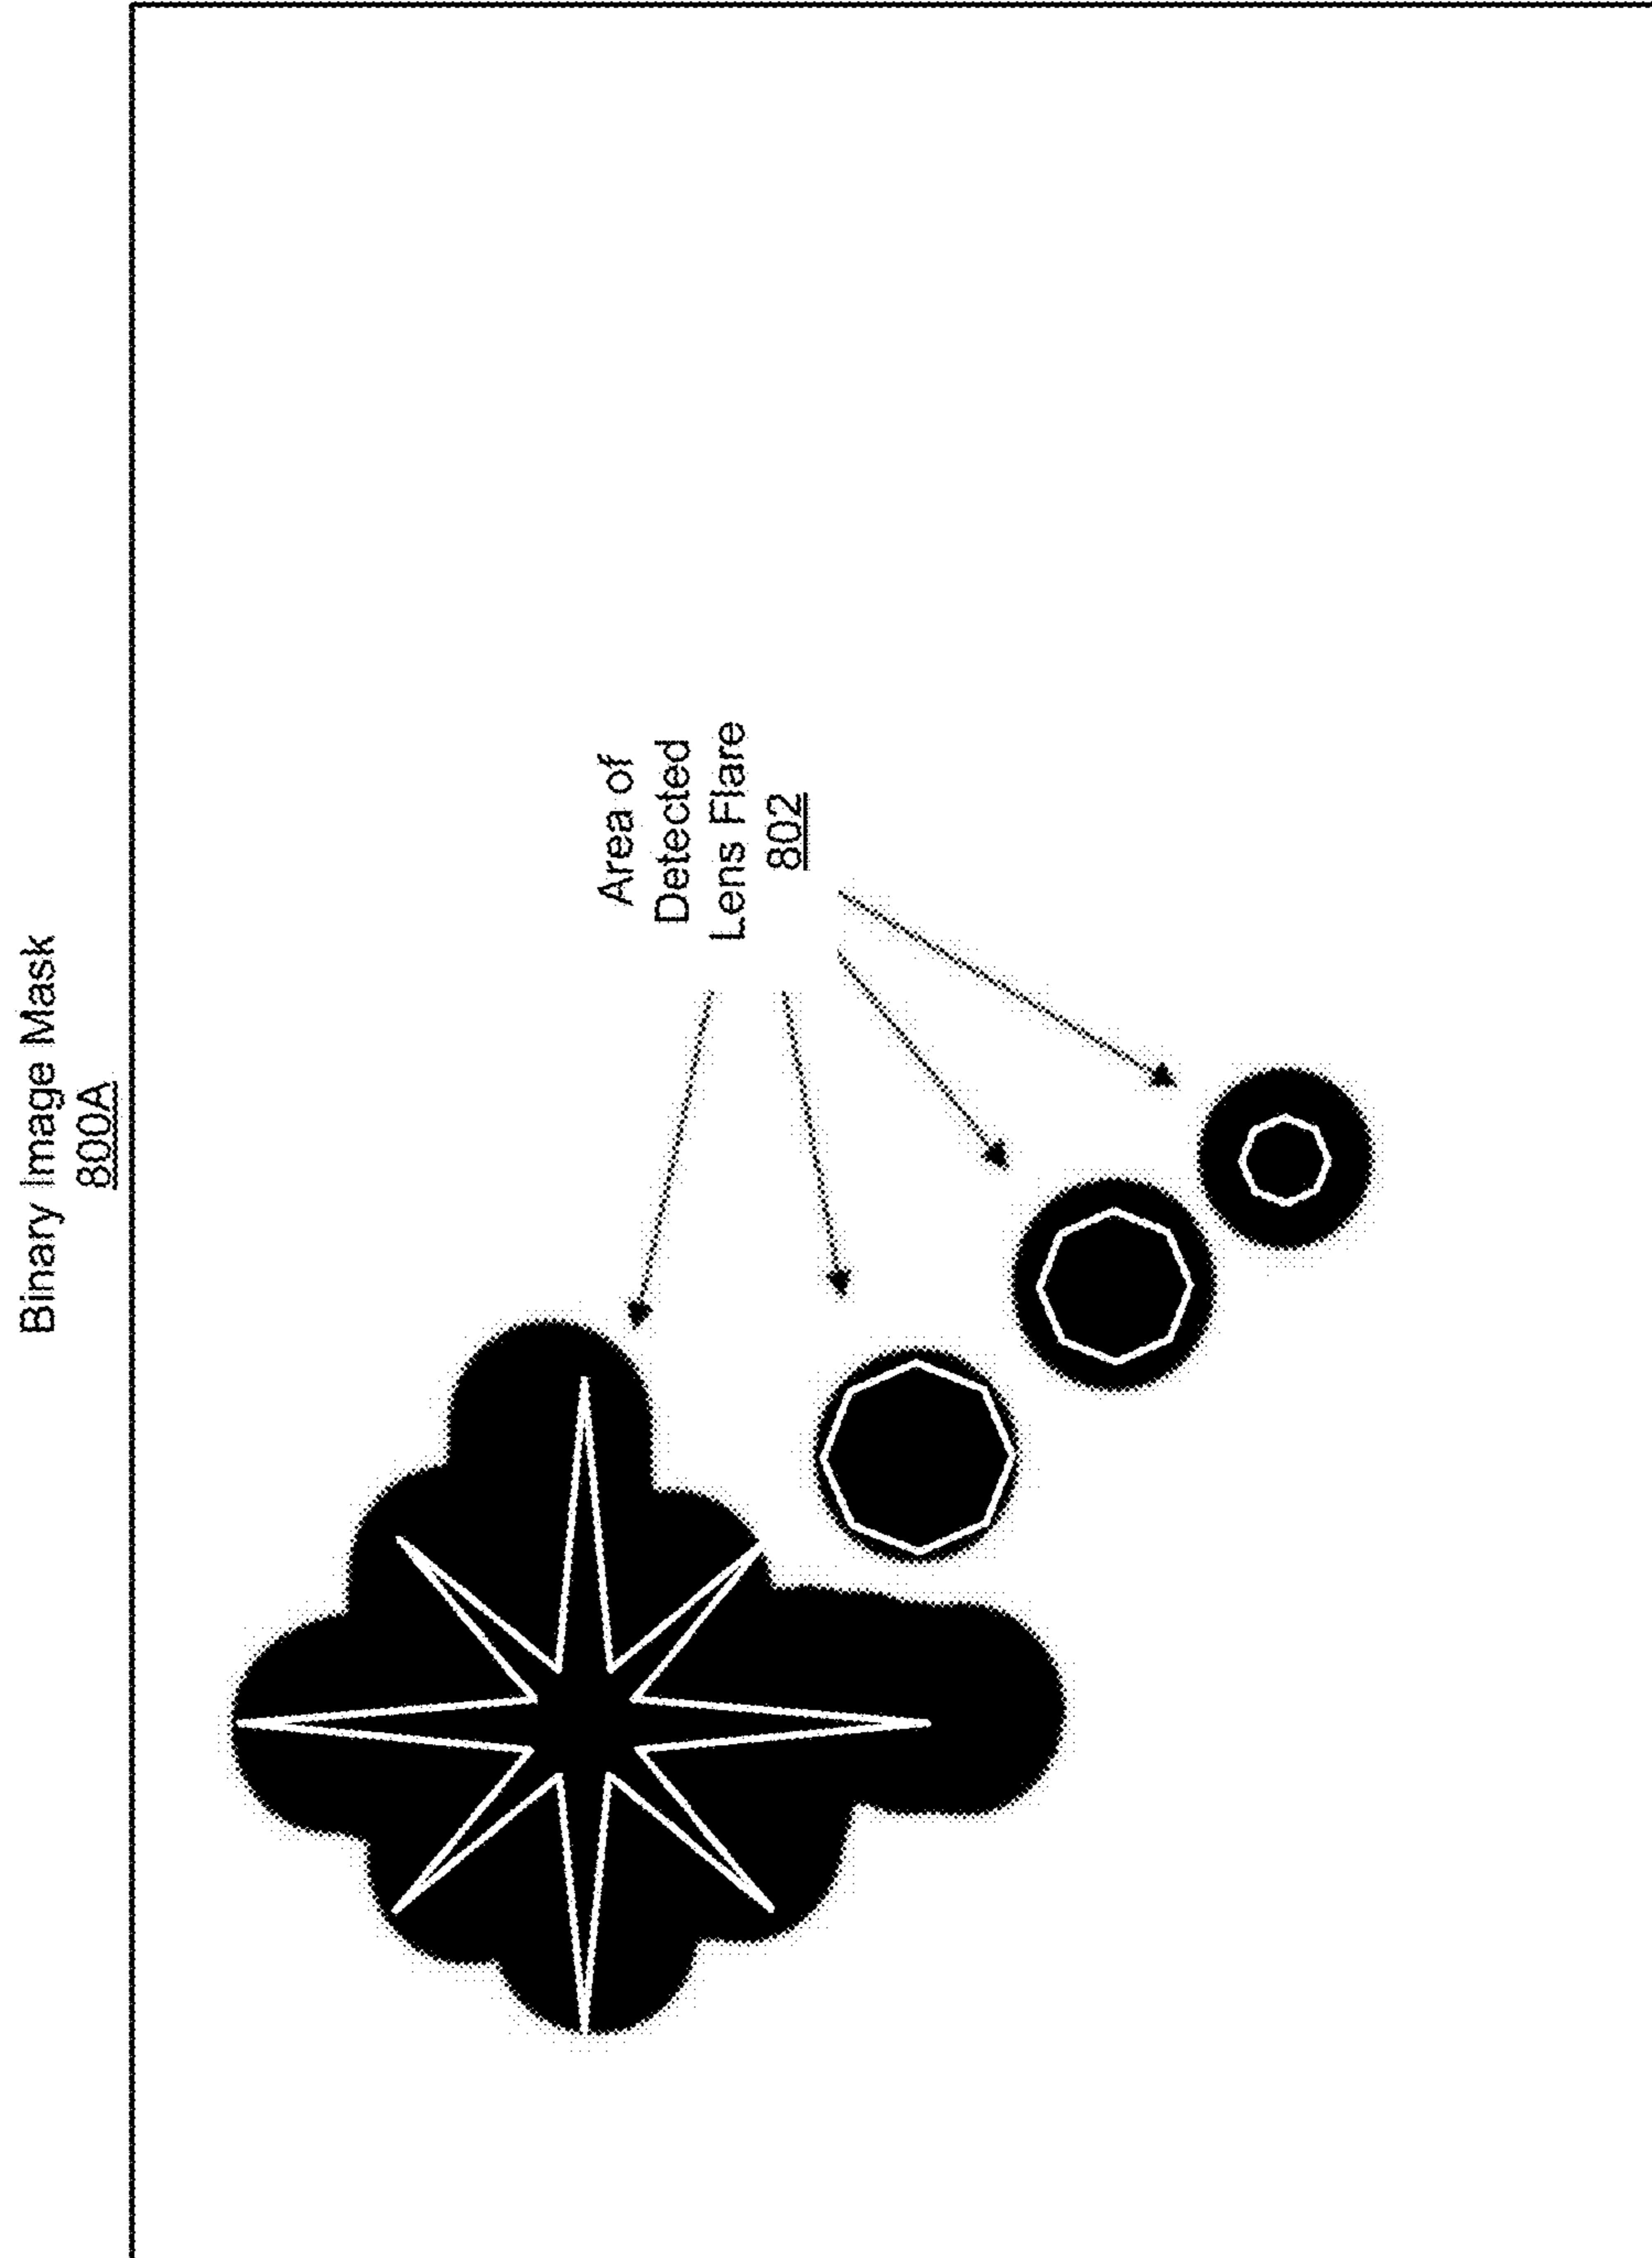 Binary Image Mask
800A
Area of
Detected
Lens Flare
802